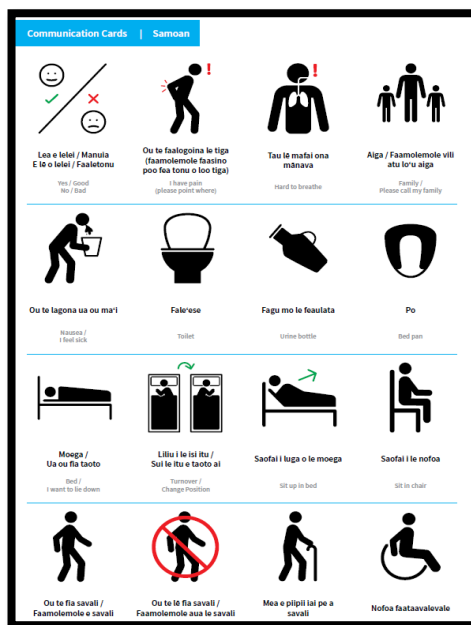 Communication Cards | Samoan
Lea e lelei / Manuia
E lē o lelei / Faaletonu
Yes / Good
No / Bad
Ou te faalogoina le tiga
(faamolemole faasino
poo fea tonu o loo tiga)
I have pain
(please point where)
Tau lē mafai ona
mānava
Hard to breathe
Aiga / Faamolemole vili
atu lo'u aiga
Family /
Please call my family
Ou te lagona ua ou ma'i
Nausea /
I feel sick
Fale'ese
Toilet
Fagu mo le feaulata
Urine bottle
Po
Bed pan
Moega /
Ua ou fia taoto
Bed /
I want to lie down
Liliu i le isi itu /
Sui le itu e taoto ai
Turnover /
Change Position
Saofai i luga o le moega
Sit up in bed
Saofai i le nofoa
Sit in chair
Ou te fia savali /
Faamolemole e savali
Ou te lē fia savali /
Faamolemole aua le savali
Mea e piipii iai pe a
savali
Nofoa faataavalevale